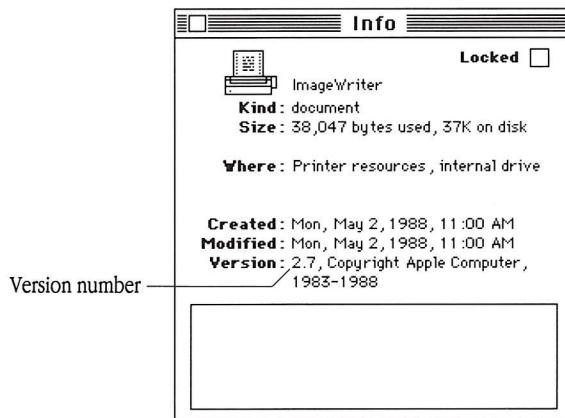 Info
Locked
ImageWriter
Kind: document
Size: 38,047 bytes used, 37K on disk
Where: Printer resources, internal drive
Created: Mon, May 2, 1988, 11:00 AM
Modified: Mon, May 2, 1988, 11:00 AM
Version: 2.7, Copyright Apple Computer,
1983-1988
Version number